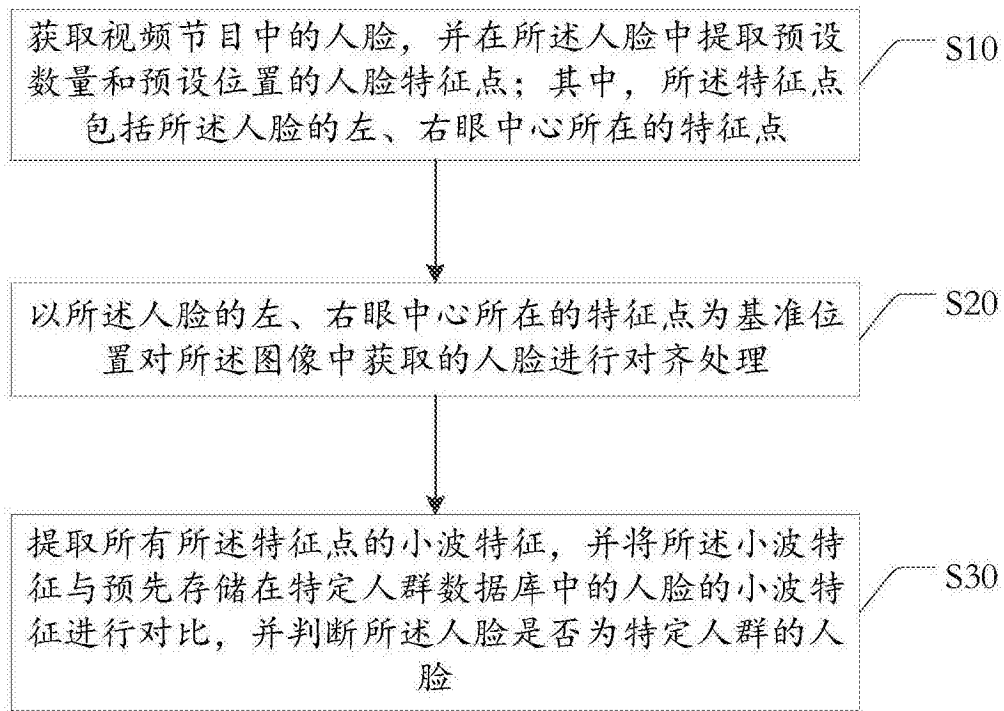 获取视频节目中的人脸，并在所述人脸中提取预设
数量和预设位置的人脸特征点；其中，所述特征点
包括所述人脸的左、右眼中心所在的特征点
S10
以所述人脸的左、右眼中心所在的特征点为基准位
置对所述图像中获取的人脸进行对齐处理
S20
提取所有所述特征点的小波特征，并将所述小波特
征与预先存储在特定人群数据库中的人脸的小波特
征进行对比，并判断所述人脸是否为特定人群的人
脸
S30